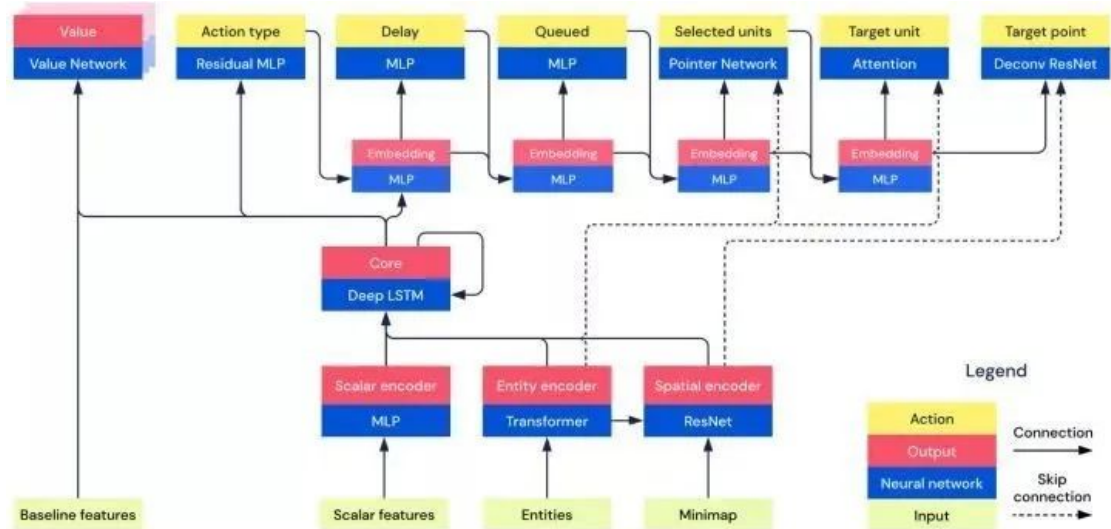 Value
Value Network
Action type
Residual MLP
Delay
MLP
Queued
MLP
Selected units
Pointer Network
Target unit
Attention
Target point
Deconv ResNet
Embedding
MLP
Embedding
MLP
Embedding
MLP
Embedding
MLP
Core
Deep LSTM
Scalar encoder
MLP
Entity encoder
Transformer
Spatial encoder
ResNet
Baseline features
Scalar features
Entities
Minimap
Legend
Action
Output
Neural network
Input
Connection
Skip
connection